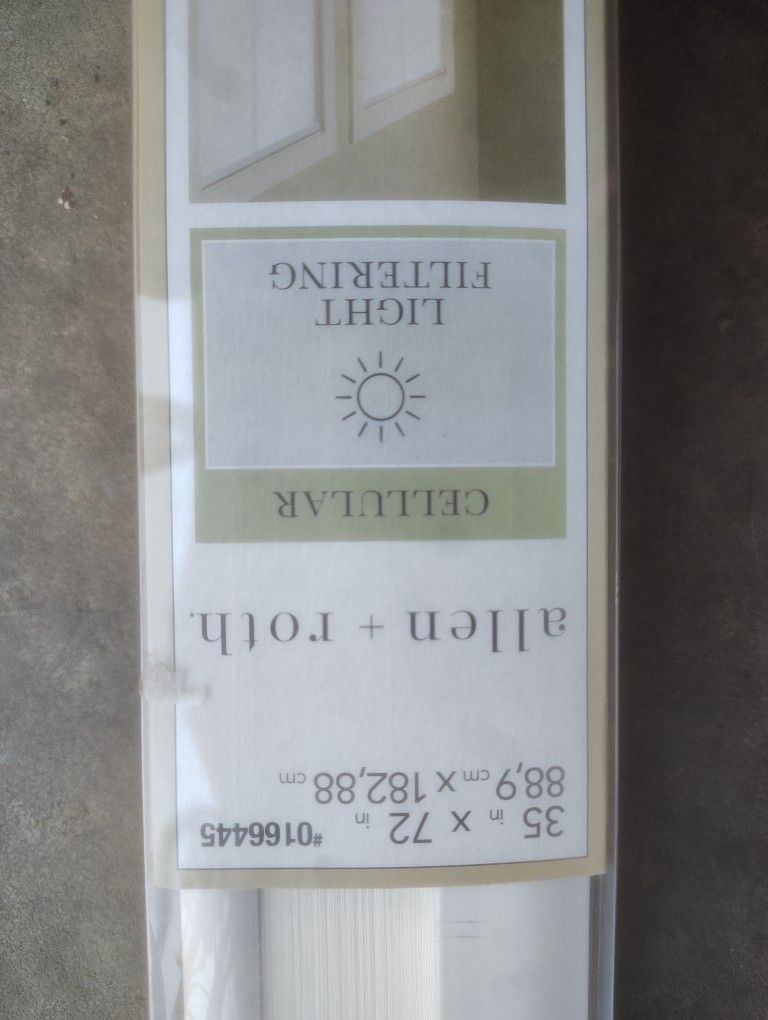 35 in x 72 in #0166445
88,9 cm x 182,88 cm
allen + roth.
CELLULAR
LIGHT
FILTERING